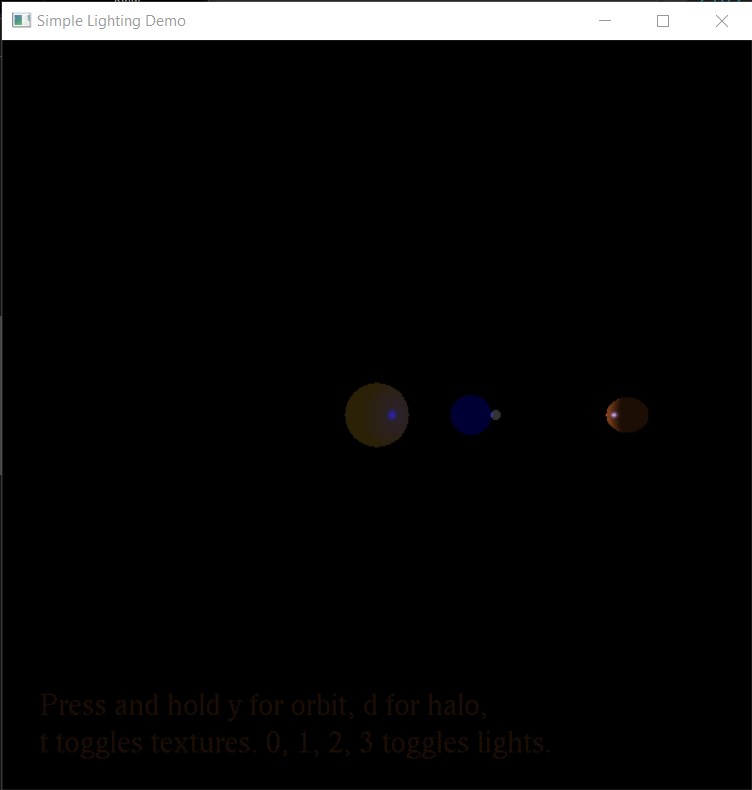 Simple Lighting Demo
Press and hold y for orbit, d for halo,
t toggles textures. 0, 1, 2, 3 toggles lights.